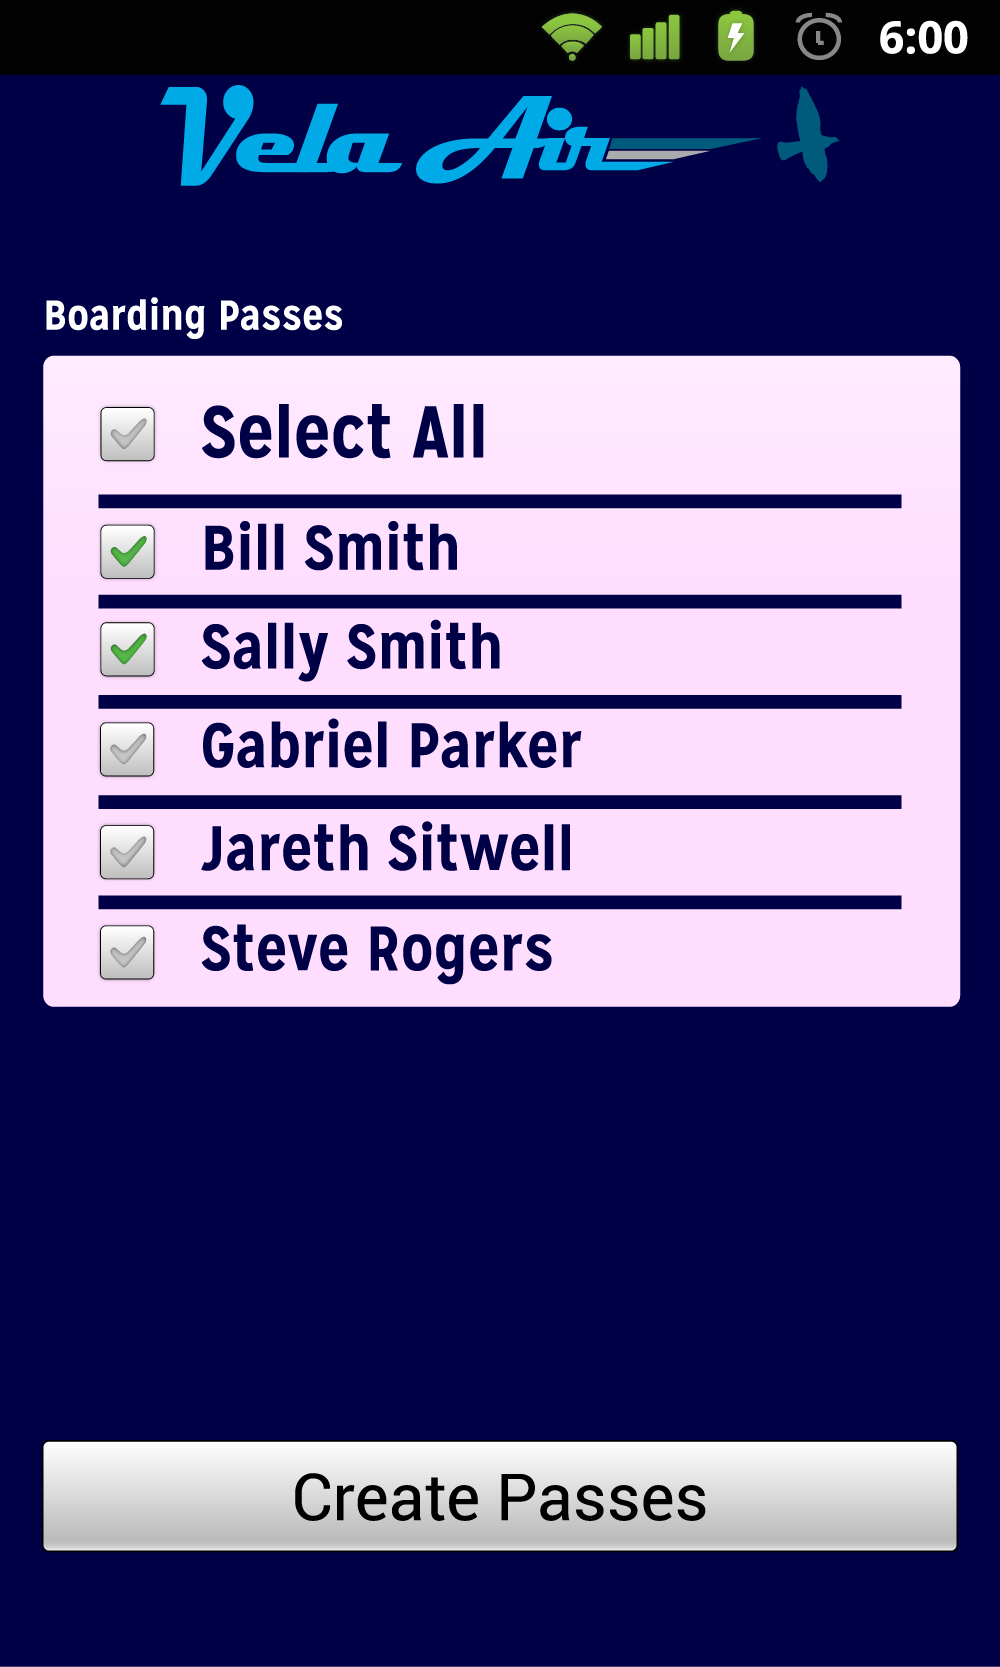 6:00
Vela Air
Boarding Passes
Select All
Bill Smith
Sally Smith
Gabriel Parker
Jareth Sitwell
Steve Rogers
Create Passes